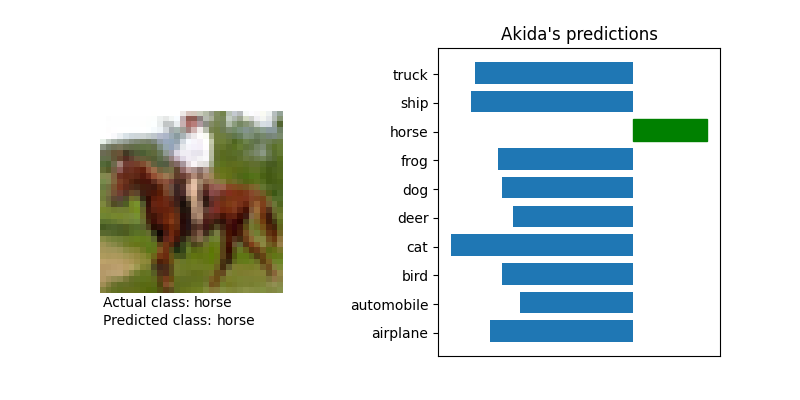 Akida's predictions
truck
ship
horse
frog
dog
deer
cat
bird
automobile
airplane
Actual class: horse
Predicted class: horse